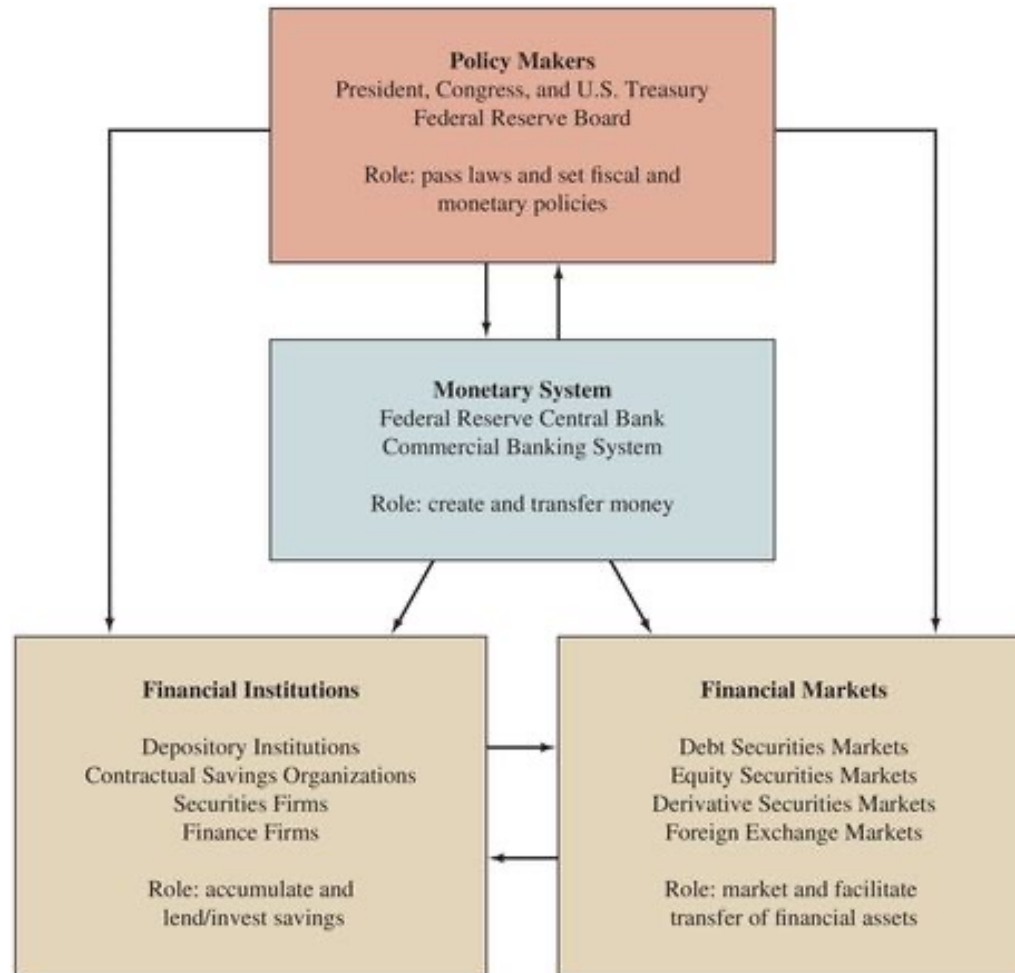 Policy Makers
President, Congress, and U.S. Treasury
Federal Reserve Board
Role: pass laws and set fiscal and
monetary policies
Monetary System
Federal Reserve Central Bank
Commercial Banking System
Role: create and transfer money
Financial Institutions
Depository Institutions
Contractual Savings Organizations
Securities Firms
Finance Firms
Role: accumulate and
lend/invest savings
Financial Markets
Debt Securities Markets
Equity Securities Markets
Derivative Securities Markets
Foreign Exchange Markets
Role: market and facilitate
transfer of financial assets